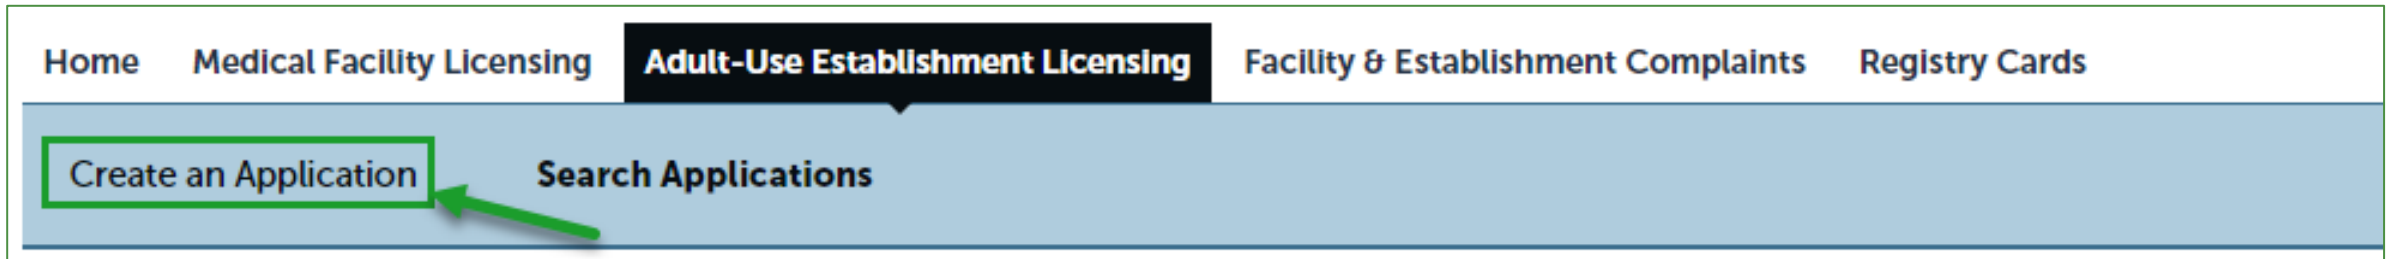 Home Medical Facility Licensing Adult-Use Establishment Licensing Facility & Establishment Complaints Registry Cards
Create an Application Search Applications